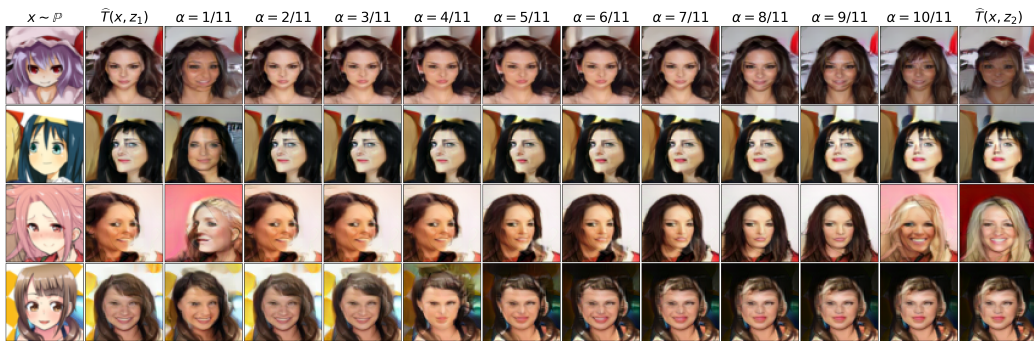 x ~ ℙ T̂(x, z₁) α = 1/11 α = 2/11 α = 3/11 α = 4/11 α = 5/11 α = 6/11 α = 7/11 α = 8/11 α = 9/11 α = 10/11 T̂(x, z₂)